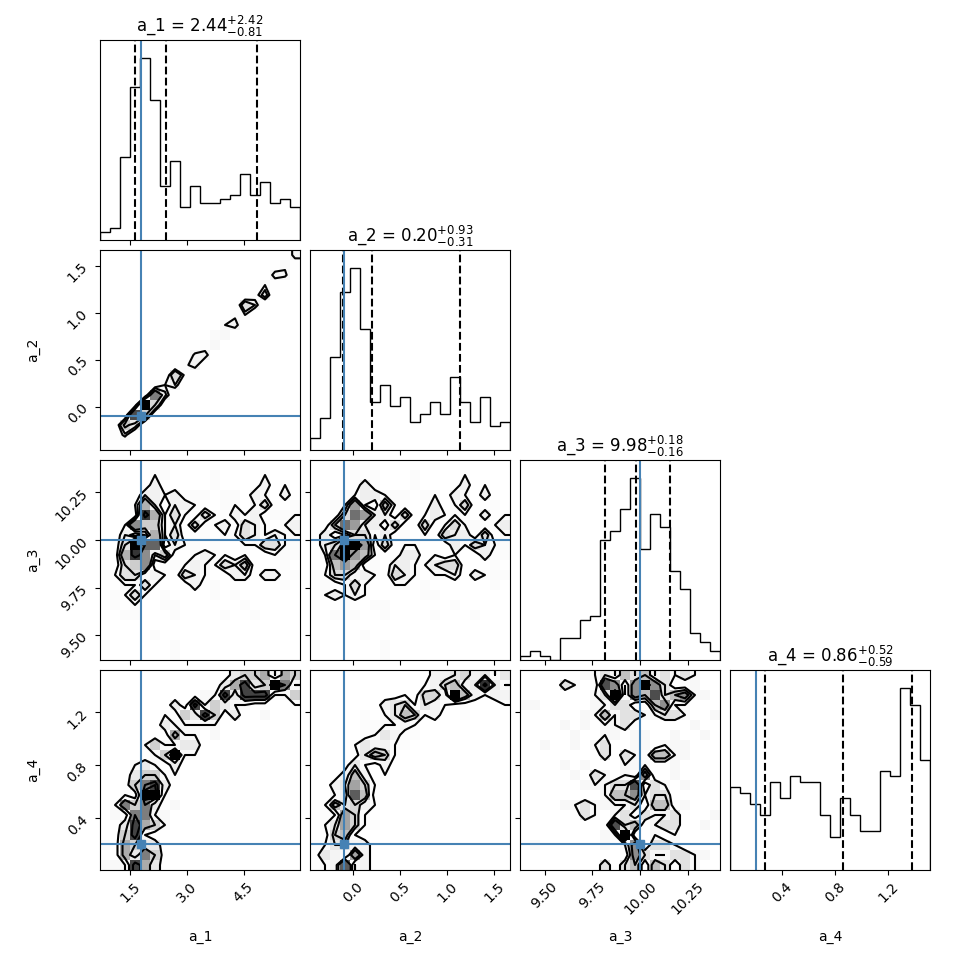 a_1 = 2.44+2.42−0.81
a_2 = 0.20+0.93−0.31
1.5
1.0
0.5
0.0
a_2
a_3 = 9.98+0.18−0.16
10.25
10.00
9.75
9.50
a_3
a_4 = 0.86+0.52−0.59
1.2
0.8
0.4
a_4
1.5 3.0 4.5 0.0 0.5 1.0 1.5 9.50 9.75 10.00 10.25 0.4 0.8 1.2
a_1 a_2 a_3 a_4